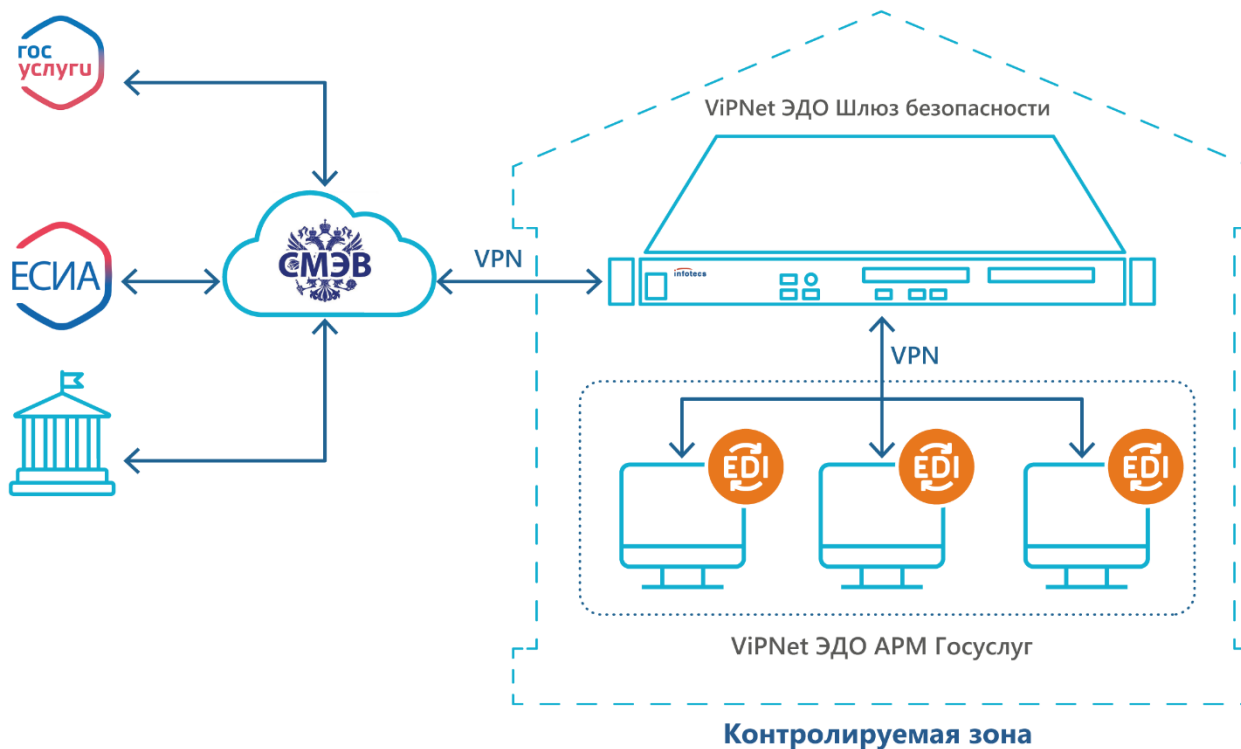 гос
услуги
ЕСИА
СМЭВ
VPN
ViPNet ЭДО Шлюз безопасности
infotecs
VPN
EDI
EDI
EDI
ViPNet ЭДО АРМ Госуслуг
Контролируемая зона